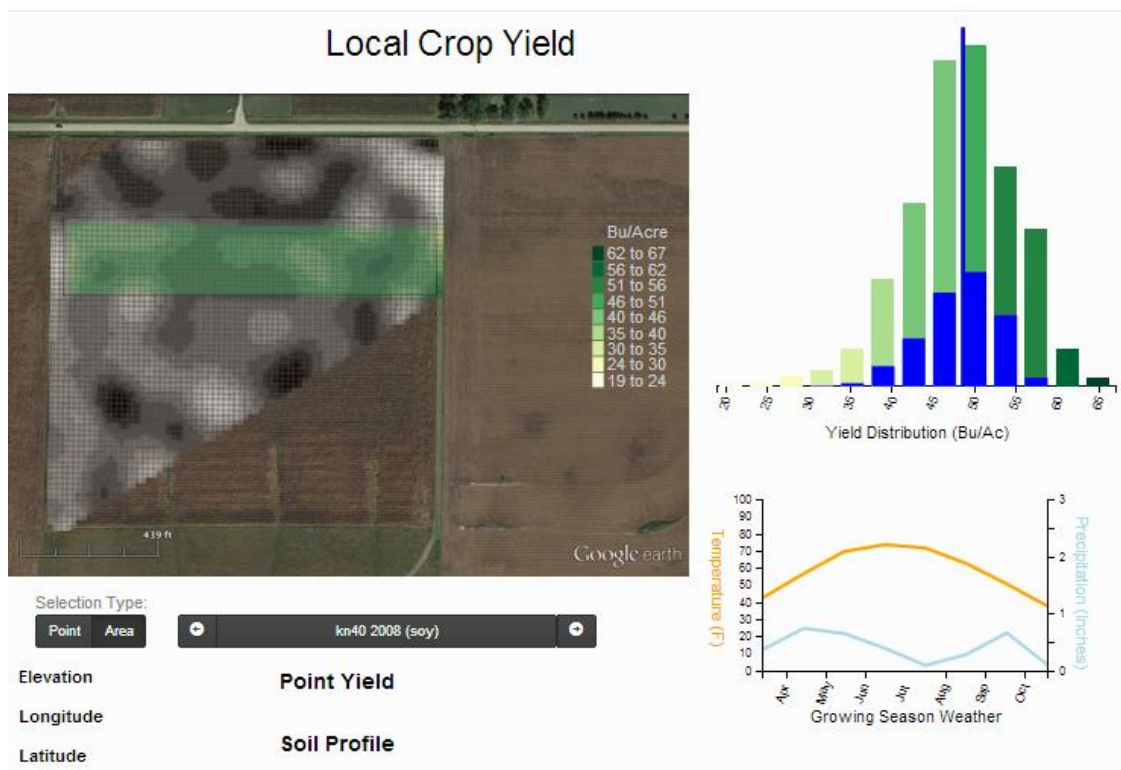 Local Crop Yield
Bu/Acre
62 to 67
56 to 62
51 to 56
46 to 51
40 to 46
35 to 40
30 to 35
24 to 30
19 to 24
439 ft
Google earth
20 25 30 35 40 45 50 55 60 65
Yield Distribution (Bu/Ac)
100
90
80
70
60
50
40
30
20
10
0
Temperature (F)
3
2
1
0
Precipitation (Inches)
Apr May Jun Jul Aug Sep Oct
Growing Season Weather
Selection Type:
Point Area
kn40 2008 (soy)
Elevation
Longitude
Latitude
Point Yield
Soil Profile